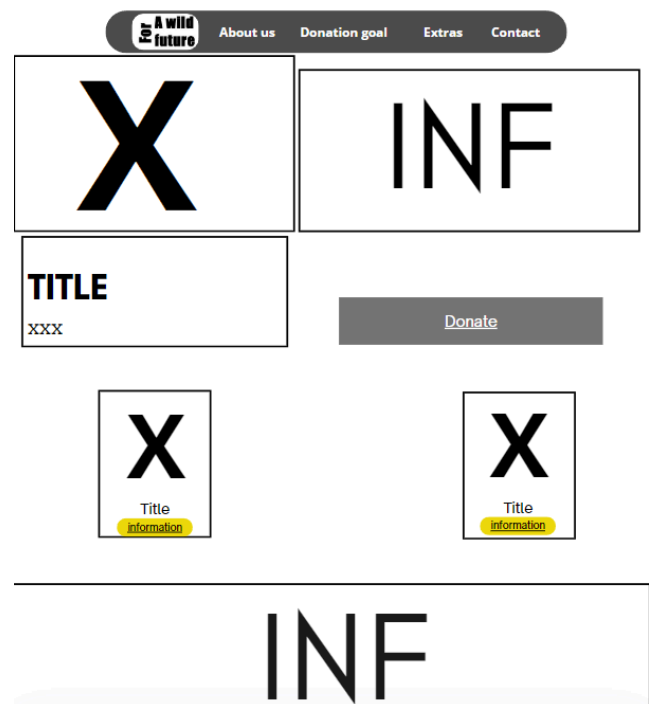 For A wild future About us Donation goal Extras Contact
X INF
TITLE
xxx
Donate
X X
Title Title
information information
INF